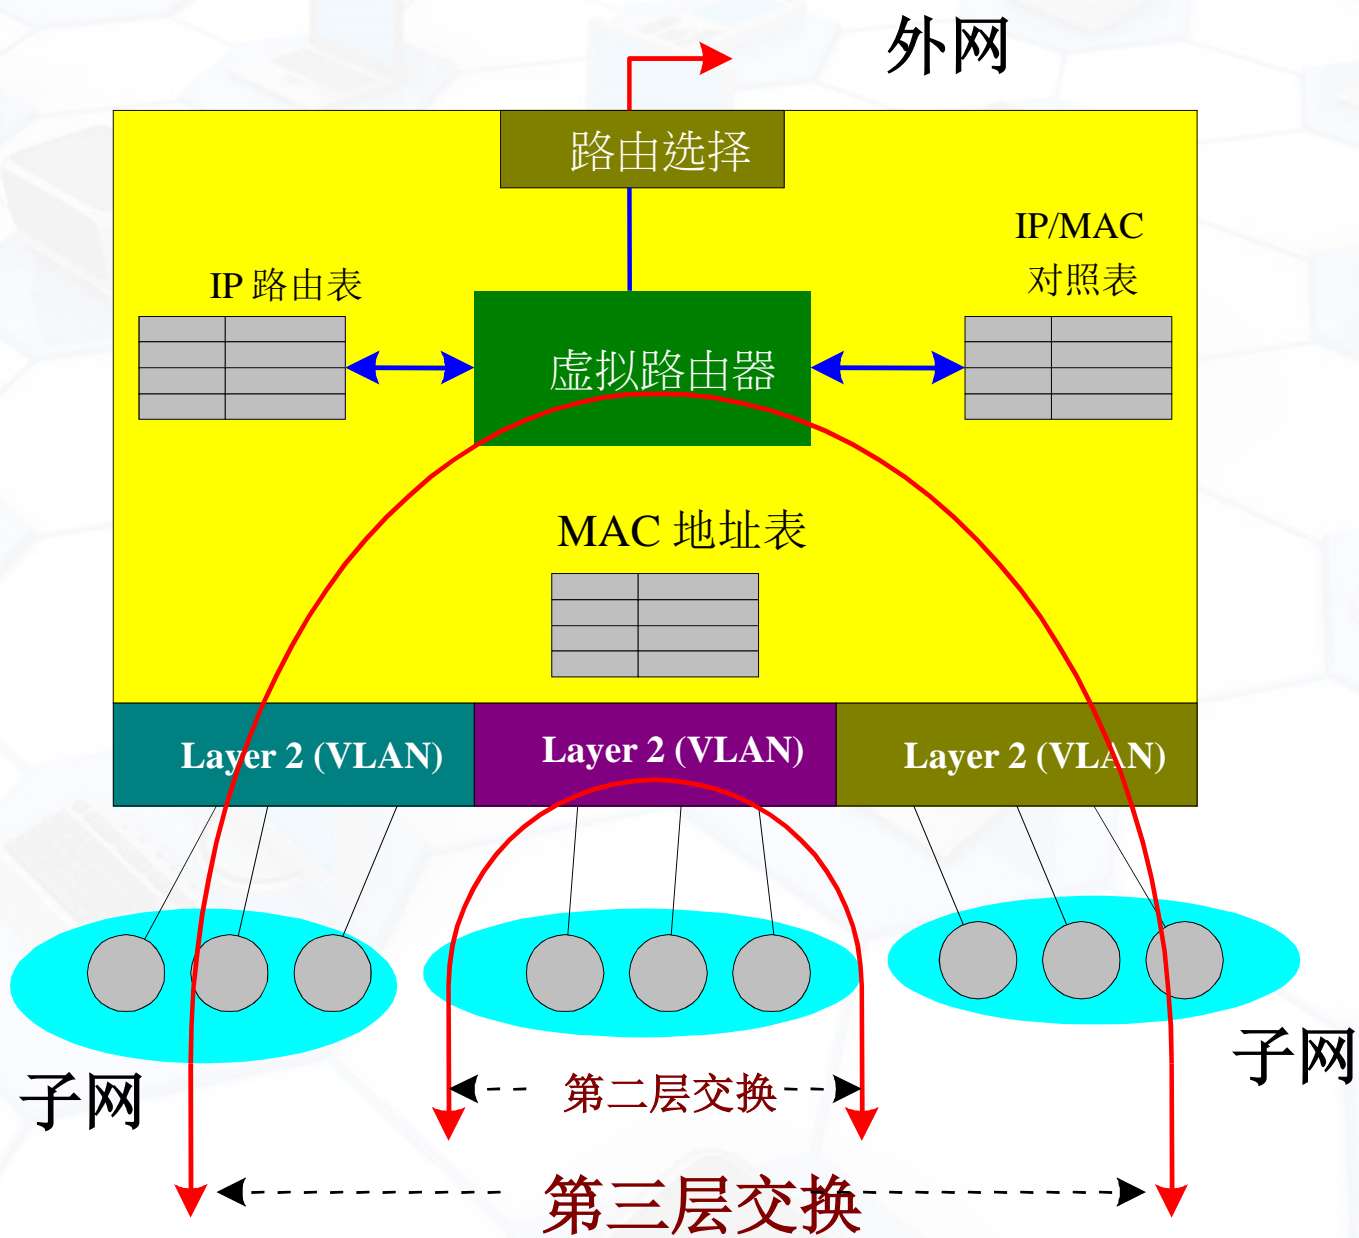 外网
路由选择
IP/MAC
对照表
IP 路由表
虚拟路由器
MAC 地址表
Layer 2 (VLAN)
Layer 2 (VLAN)
Layer 2 (VLAN)
子网
子网
第二层交换
第三层交换